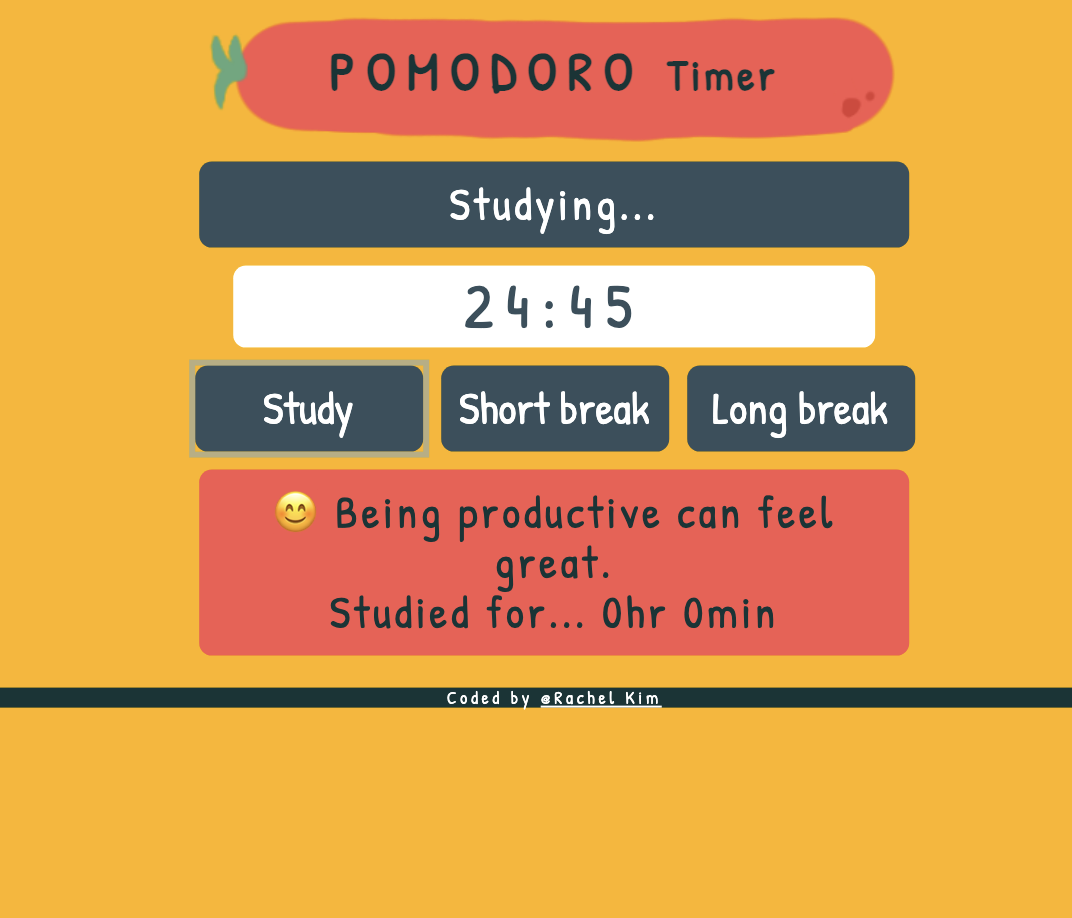 POMODORO Timer
Studying...
24:45
Study Short break Long break
😊 Being productive can feel
great.
Studied for... 0hr 0min
Coded by @Rachel Kim